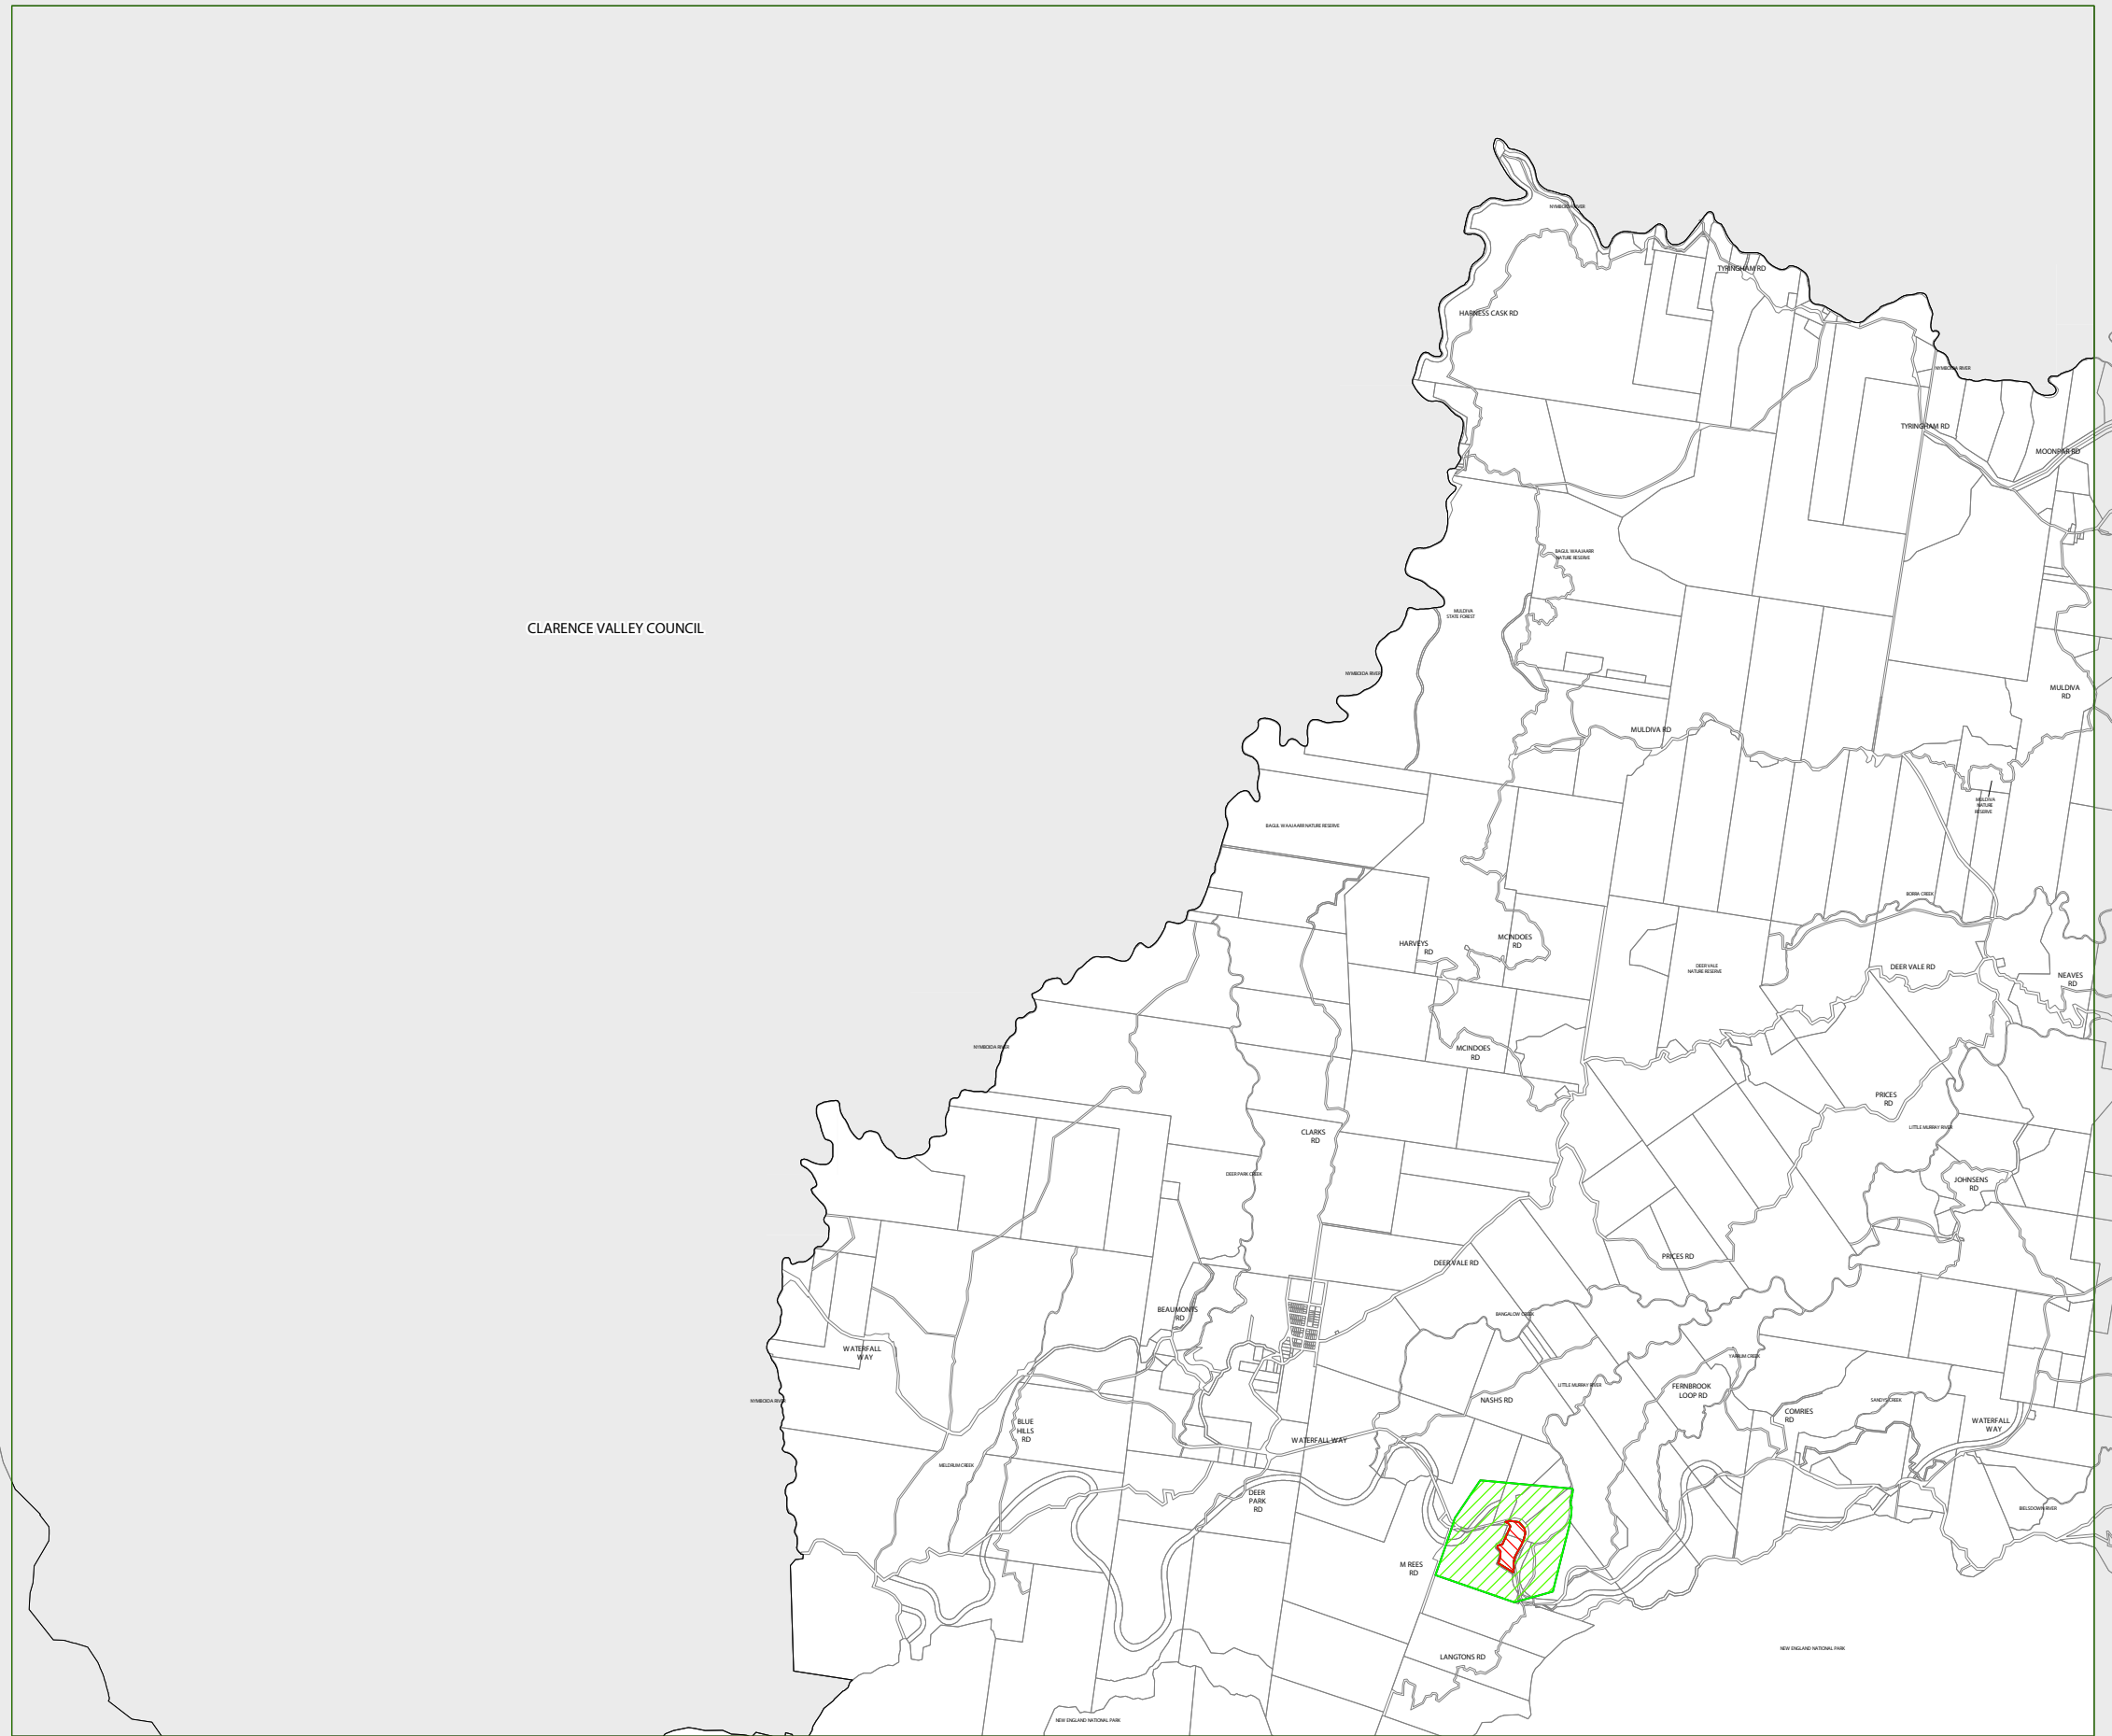 NYMBOIDA RIVER
TYRINGHAM RD
HARNESS CASK RD
NYMBOIDA RIVER
TYRINGHAM RD
MOONPAR RD
BAGUL WAAJAARR
NATURE RESERVE
MULDIVA
STATE FOREST
CLARENCE VALLEY COUNCIL
NYMBOIDA RIVER
MULDIVA
RD
MULDIVA RD
MULDIVA
NATURE
RESERVE
BAGUL WAAJAARR NATURE RESERVE
BORRA CREEK
HARVEYS
RD
MCINDOES
RD
DEER VALE
NATURE RESERVE
DEER VALE RD
NEAVES
RD
NYMBOIDA RIVER
MCINDOES
RD
PRICES
RD
LITTLE MURRAY RIVER
CLARKS
RD
DEER PARK CREEK
JOHNSENS
RD
PRICES RD
DEER VALE RD
BEAUMONTS
RD
BANGALOW CREEK
WATERFALL
WAY
YARRUM CREEK
LITTLE MURRAY RIVER
FERNBROOK
LOOP RD
NYMBOIDA RIVER
NASHS RD
SANDYS CREEK
COMRIES
RD
BLUE
HILLS
RD
WATERFALL
WAY
WATERFALL WAY
MELDRUM CREEK
DEER
PARK
RD
BIELSDOWN RIVER
M REES
RD
NEW ENGLAND NATIONAL PARK
LANGTONS RD
NEW ENGLAND NATIONAL PARK